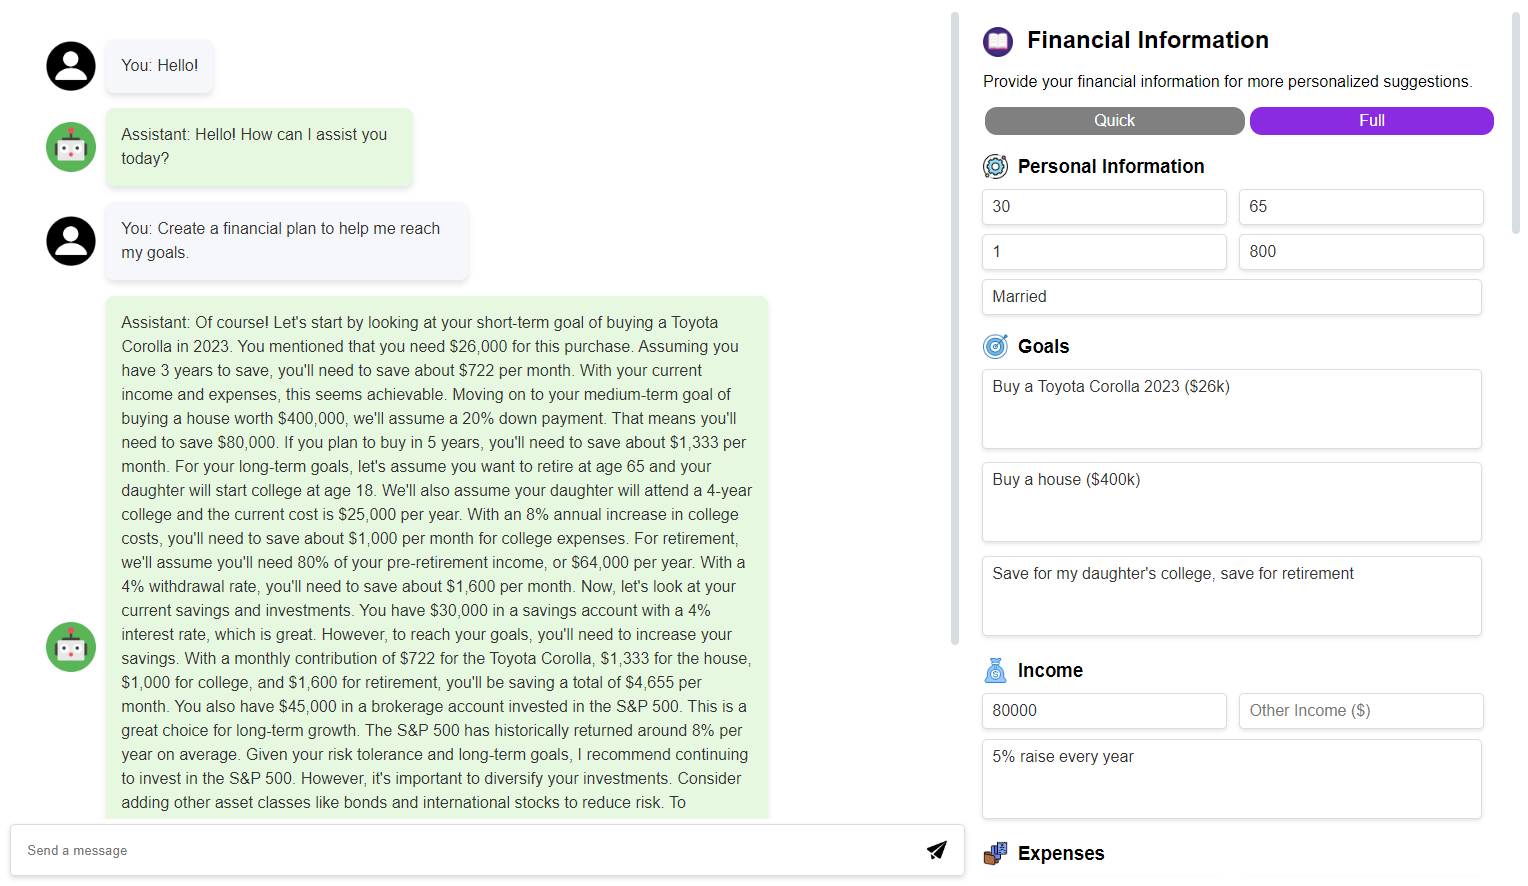 You: Hello!
Assistant: Hello! How can I assist you
today?
You: Create a financial plan to help me reach
my goals.
Assistant: Of course! Let's start by looking at your short-term goal of buying a Toyota
Corolla in 2023. You mentioned that you need $26,000 for this purchase. Assuming you
have 3 years to save, you'll need to save about $722 per month. With your current
income and expenses, this seems achievable. Moving on to your medium-term goal of
buying a house worth $400,000, we'll assume a 20% down payment. That means you'll
need to save $80,000. If you plan to buy in 5 years, you'll need to save about $1,333 per
month. For your long-term goals, let's assume you want to retire at age 65 and your
daughter will start college at age 18. We'll also assume your daughter will attend a 4-year
college and the current cost is $25,000 per year. With an 8% annual increase in college
costs, you'll need to save about $1,000 per month for college expenses. For retirement,
we'll assume you'll need 80% of your pre-retirement income, or $64,000 per year. With a
4% withdrawal rate, you'll need to save about $1,600 per month. Now, let's look at your
current savings and investments. You have $30,000 in a savings account with a 4%
interest rate, which is great. However, to reach your goals, you'll need to increase your
savings. With a monthly contribution of $722 for the Toyota Corolla, $1,333 for the house,
$1,000 for college, and $1,600 for retirement, you'll be saving a total of $4,655 per
month. You also have $45,000 in a brokerage account invested in the S&P 500. This is a
great choice for long-term growth. The S&P 500 has historically returned around 8% per
year on average. Given your risk tolerance and long-term goals, I recommend continuing
to invest in the S&P 500. However, it's important to diversify your investments. Consider
adding other asset classes like bonds and international stocks to reduce risk. To
Send a message
Financial Information
Provide your financial information for more personalized suggestions.
Quick
Full
Personal Information
30
65
1
800
Married
Goals
Buy a Toyota Corolla 2023 ($26k)
Buy a house ($400k)
Save for my daughter's college, save for retirement
Income
80000
Other Income ($)
5% raise every year
Expenses